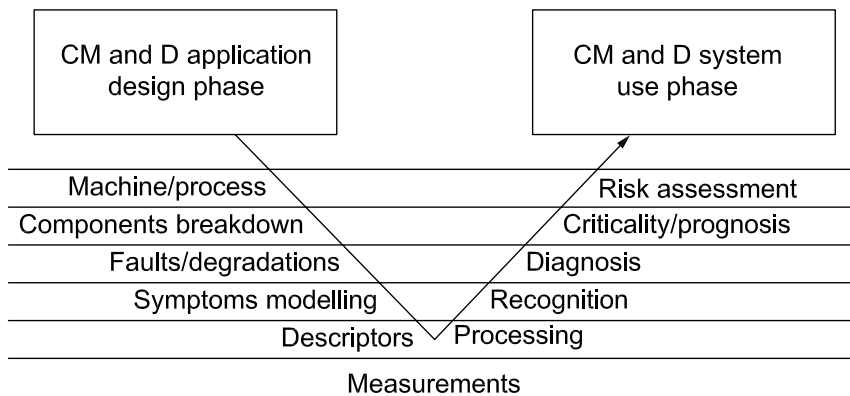 CM and D application
design phase
CM and D system
use phase
Machine/process
Risk assessment
Components breakdown
Criticality/prognosis
Faults/degradations
Diagnosis
Symptoms modelling
Recognition
Descriptors
Processing
Measurements